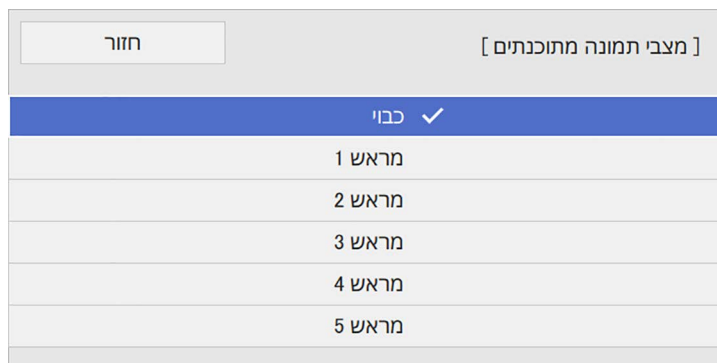 [ מצבי תמונה מתוכנתים ]
חזור
✓ כבוי
מראש 1
מראש 2
מראש 3
מראש 4
מראש 5